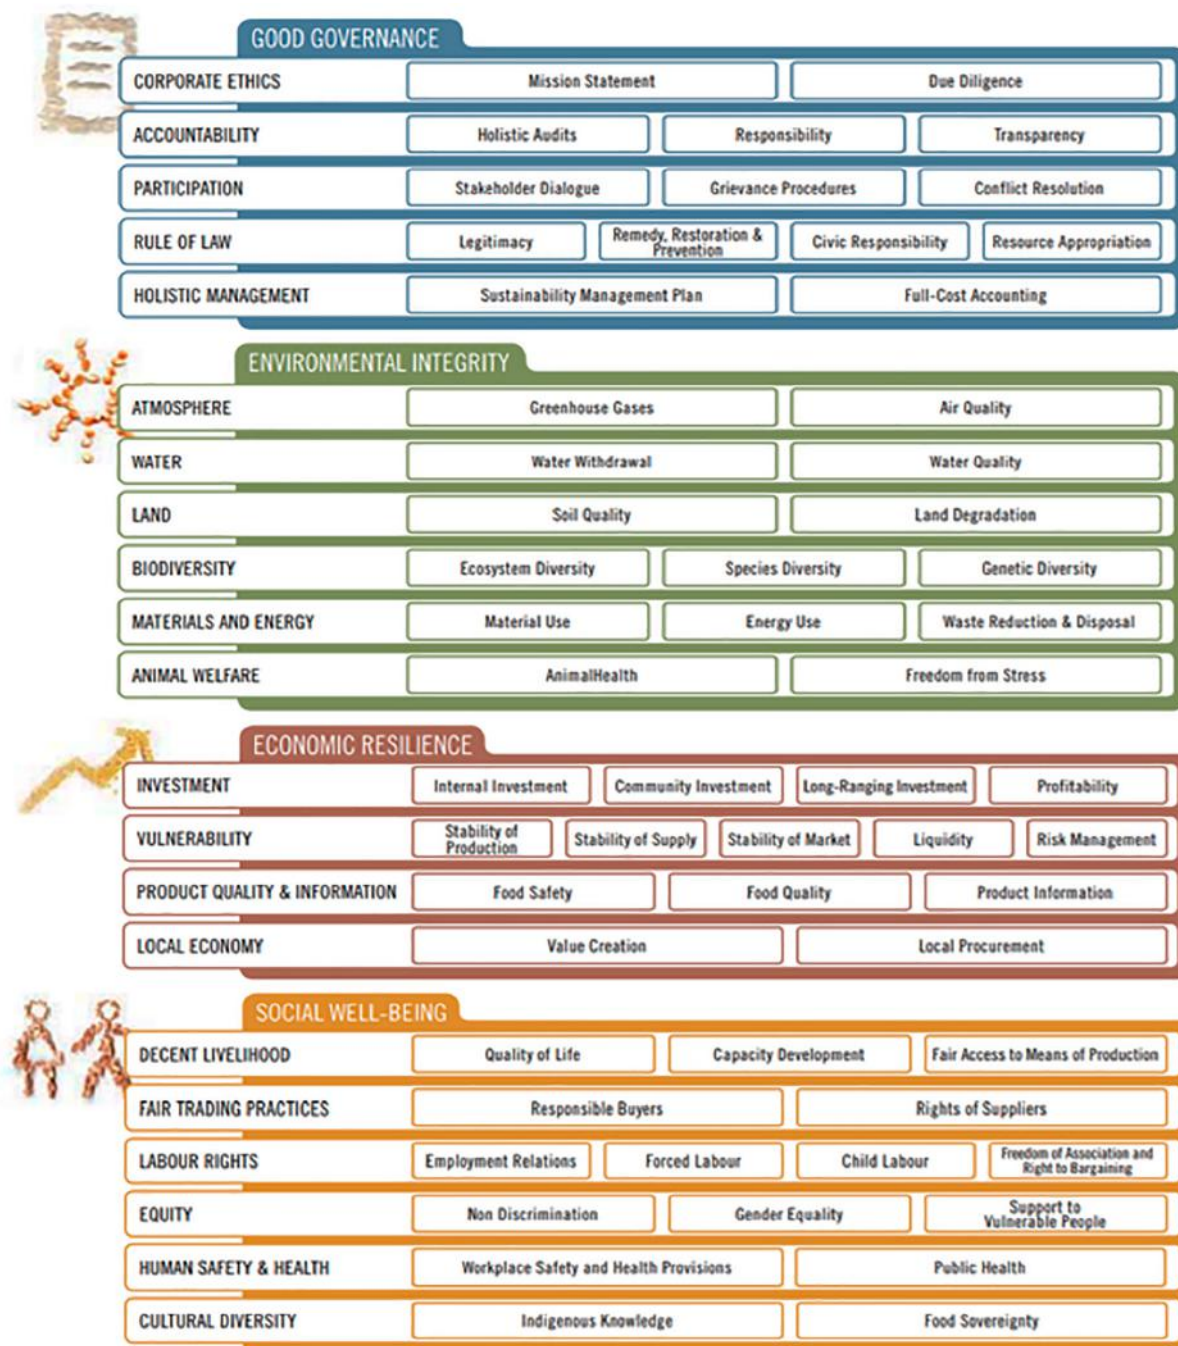 GOOD GOVERNANCE
CORPORATE ETHICS Mission Statement Due Diligence
ACCOUNTABILITY Holistic Audits Responsibility Transparency
PARTICIPATION Stakeholder Dialogue Grievance Procedures Conflict Resolution
RULE OF LAW Legitimacy Remedy, Restoration & Prevention Civic Responsibility Resource Appropriation
HOLISTIC MANAGEMENT Sustainability Management Plan Full-Cost Accounting
ENVIRONMENTAL INTEGRITY
ATMOSPHERE Greenhouse Gases Air Quality
WATER Water Withdrawal Water Quality
LAND Soil Quality Land Degradation
BIODIVERSITY Ecosystem Diversity Species Diversity Genetic Diversity
MATERIALS AND ENERGY Material Use Energy Use Waste Reduction & Disposal
ANIMAL WELFARE AnimalHealth Freedom from Stress
ECONOMIC RESILIENCE
INVESTMENT Internal Investment Community Investment Long-Ranging Investment Profitability
VULNERABILITY Stability of Production Stability of Supply Stability of Market Liquidity Risk Management
PRODUCT QUALITY & INFORMATION Food Safety Food Quality Product Information
LOCAL ECONOMY Value Creation Local Procurement
SOCIAL WELL-BEING
DECENT LIVELIHOOD Quality of Life Capacity Development Fair Access to Means of Production
FAIR TRADING PRACTICES Responsible Buyers Rights of Suppliers
LABOUR RIGHTS Employment Relations Forced Labour Child Labour Freedom of Association and Right to Bargaining
EQUITY Non Discrimination Gender Equality Support to Vulnerable People
HUMAN SAFETY & HEALTH Workplace Safety and Health Provisions Public Health
CULTURAL DIVERSITY Indigenous Knowledge Food Sovereignty